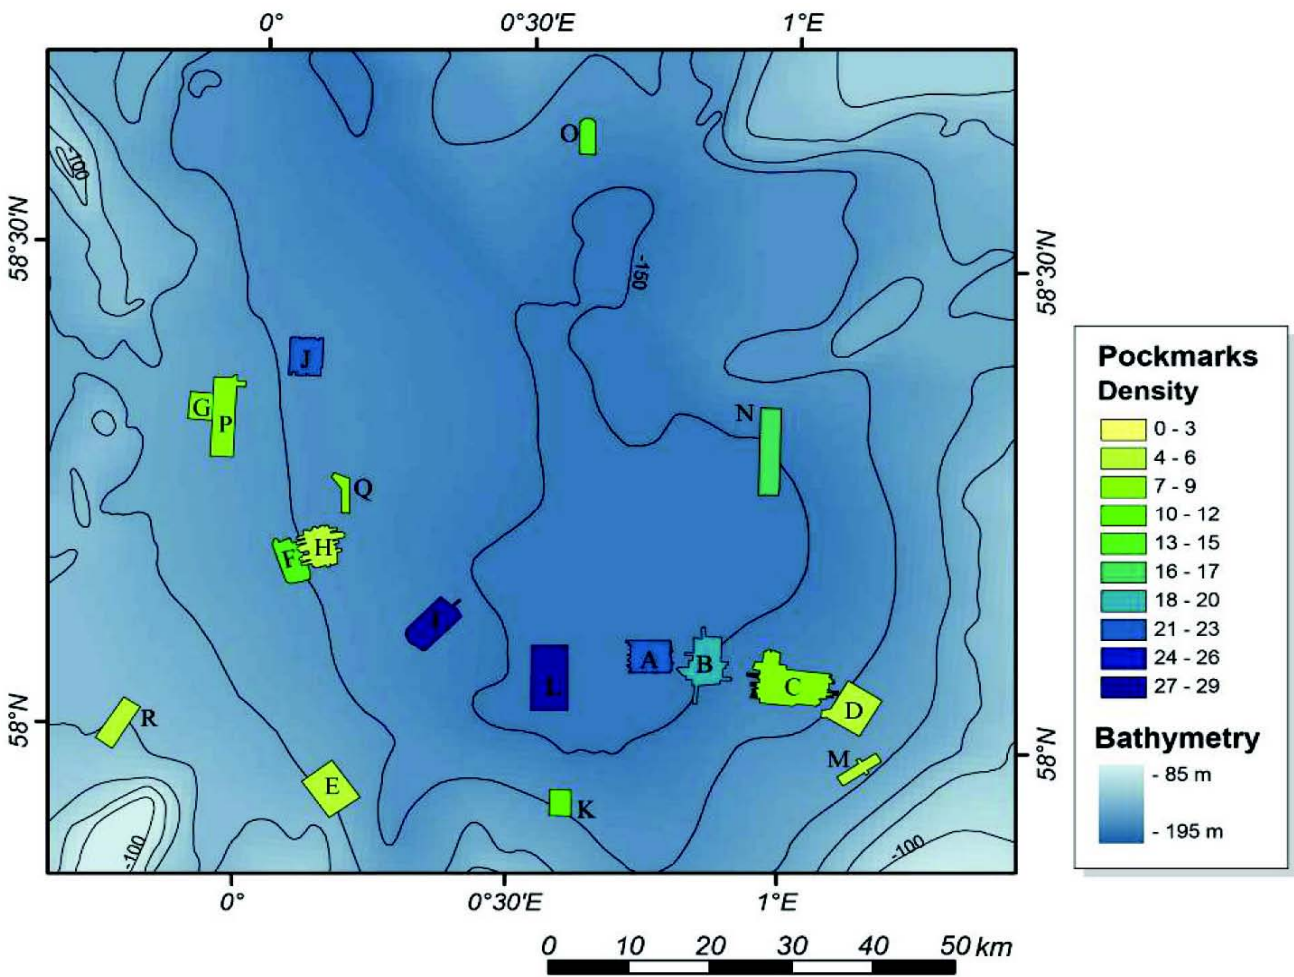 0° 0°30'E 1°E
-100
O
58°30'N
-150
58°30'N
J
G
P
N
Q
F
H
I
L
A
B
C
D
58°N
R
M
58°N
E
K
-100
-100
0° 0°30'E 1°E
0 10 20 30 40 50 km
Pockmarks
Density
0 - 3
4 - 6
7 - 9
10 - 12
13 - 15
16 - 17
18 - 20
21 - 23
24 - 26
27 - 29
Bathymetry
- 85 m
- 195 m